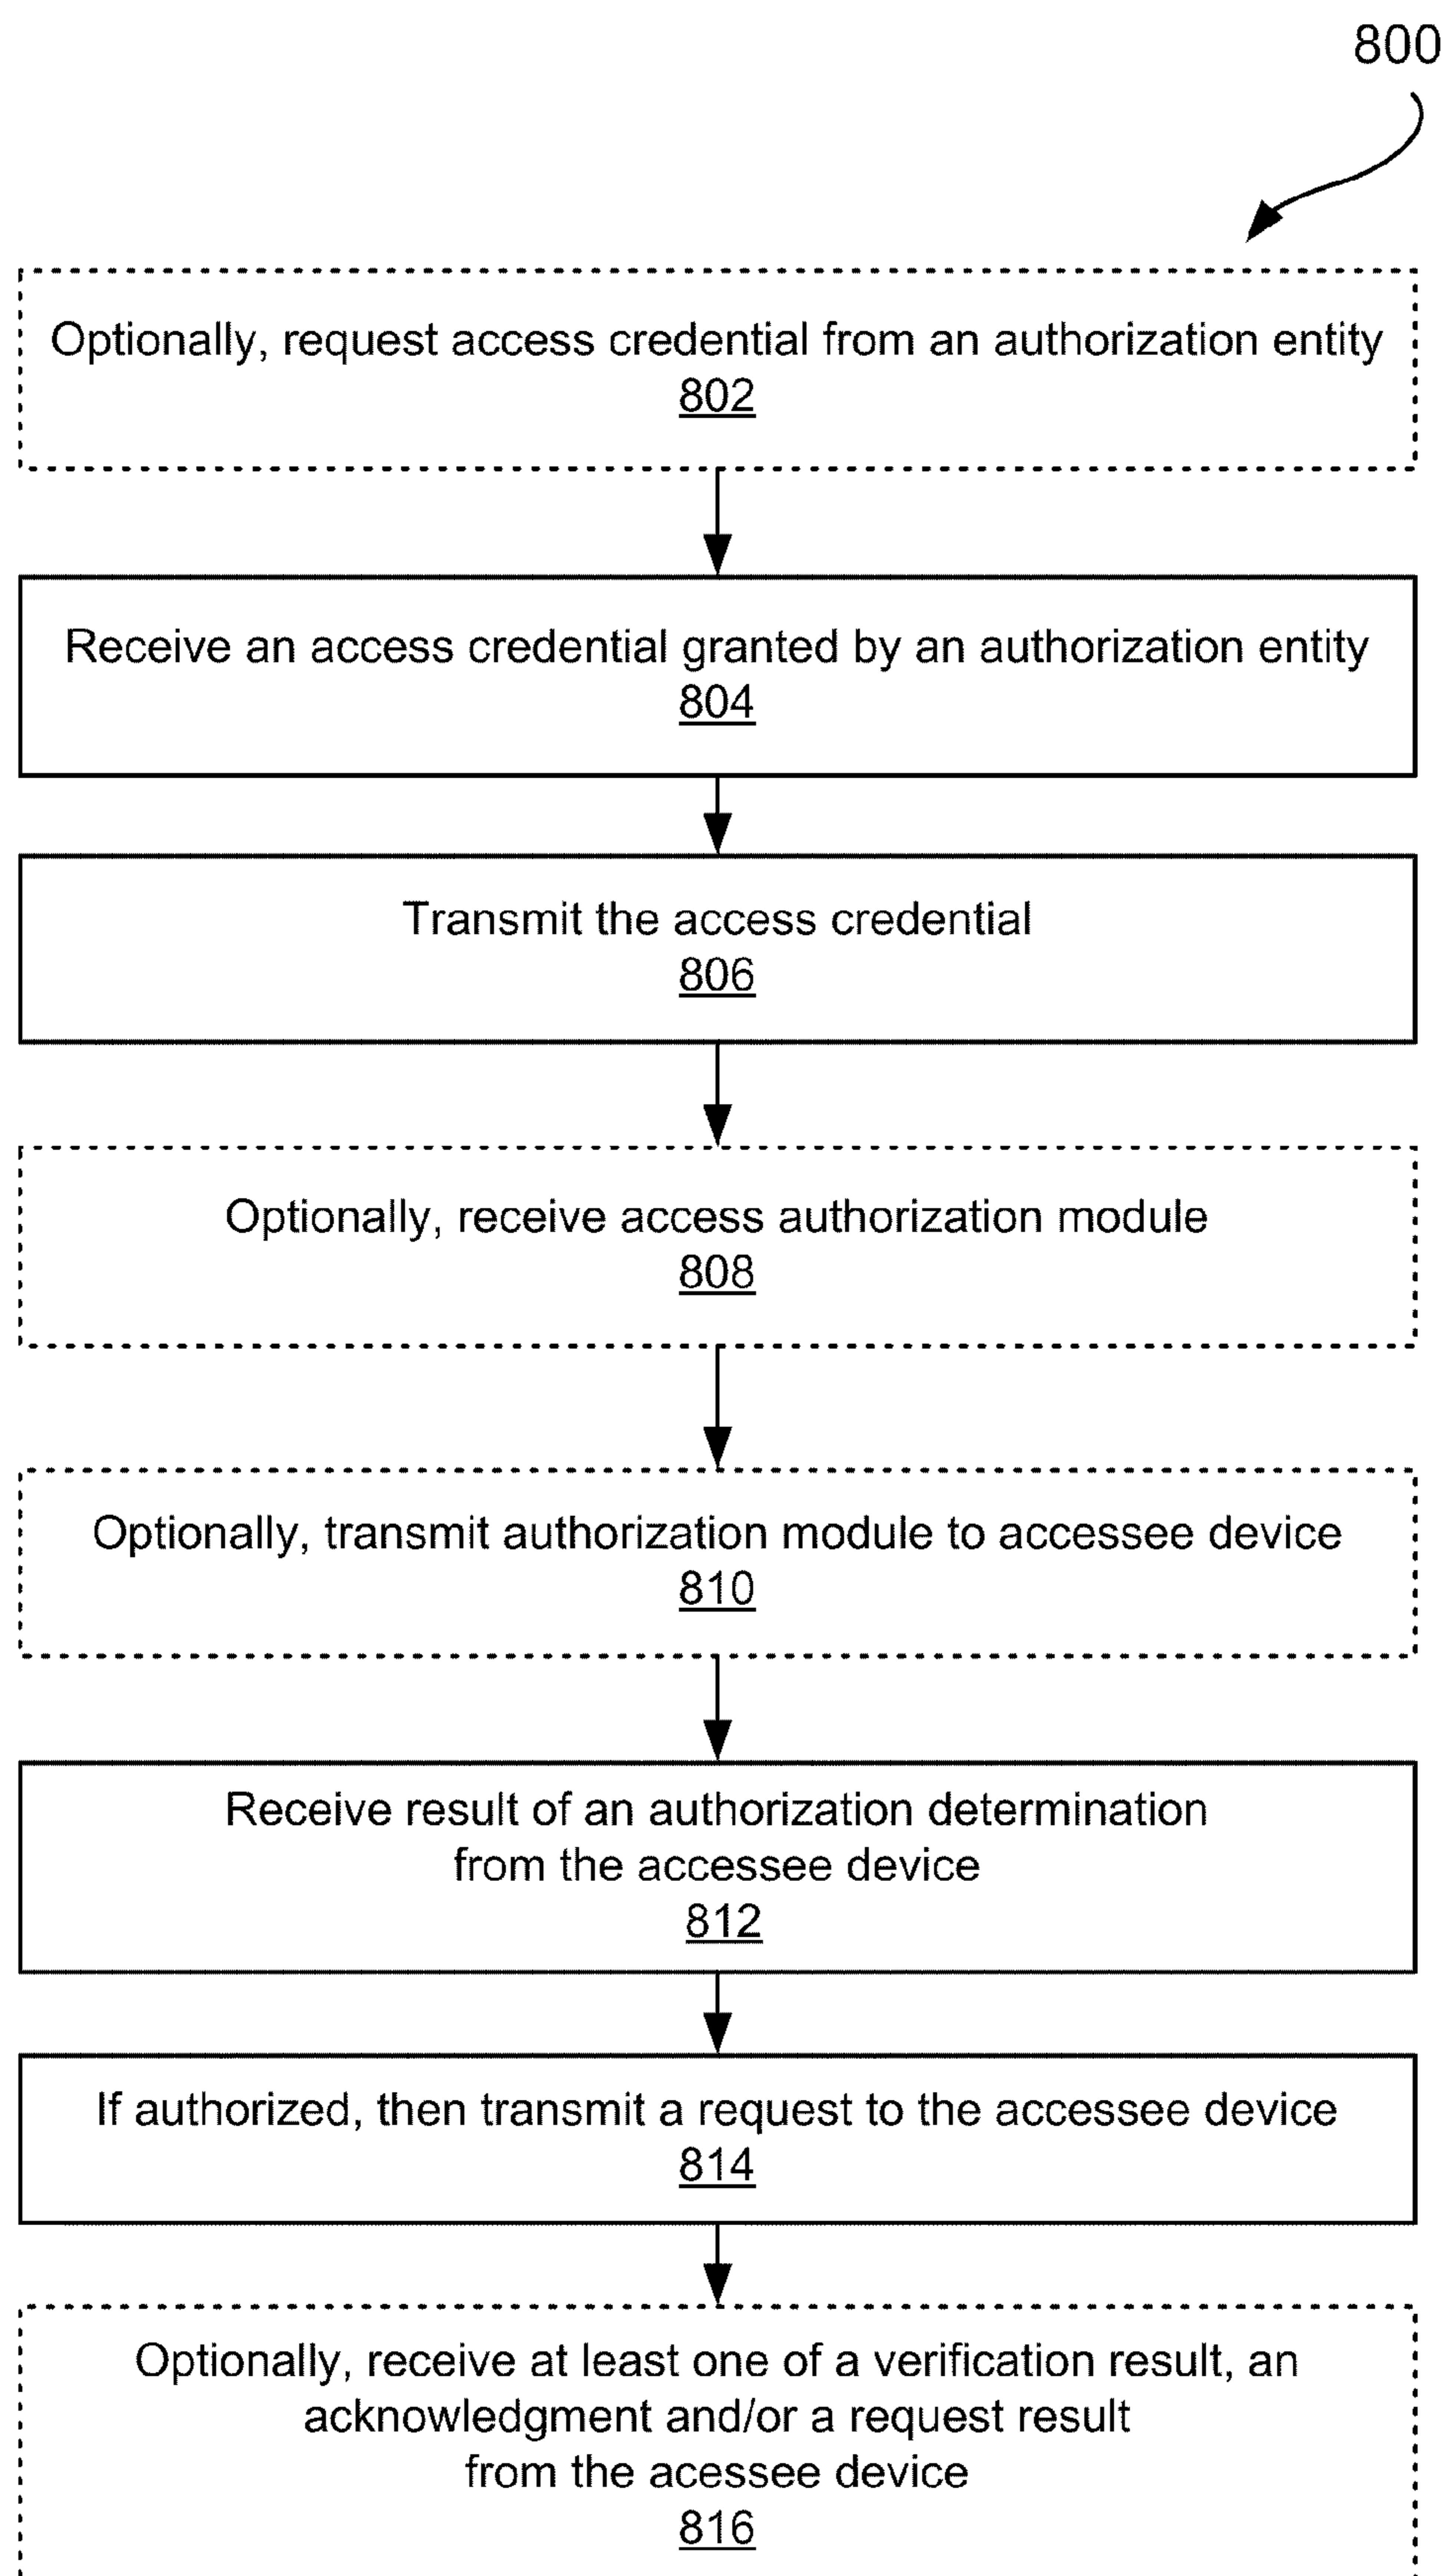 800
Optionally, request access credential from an authorization entity
802
Receive an access credential granted by an authorization entity
804
Transmit the access credential
806
Optionally, receive access authorization module
808
Optionally, transmit authorization module to accessee device
810
Receive result of an authorization determination
from the accessee device
812
If authorized, then transmit a request to the accessee device
814
Optionally, receive at least one of a verification result, an
acknowledgment and/or a request result
from the acessee device
816